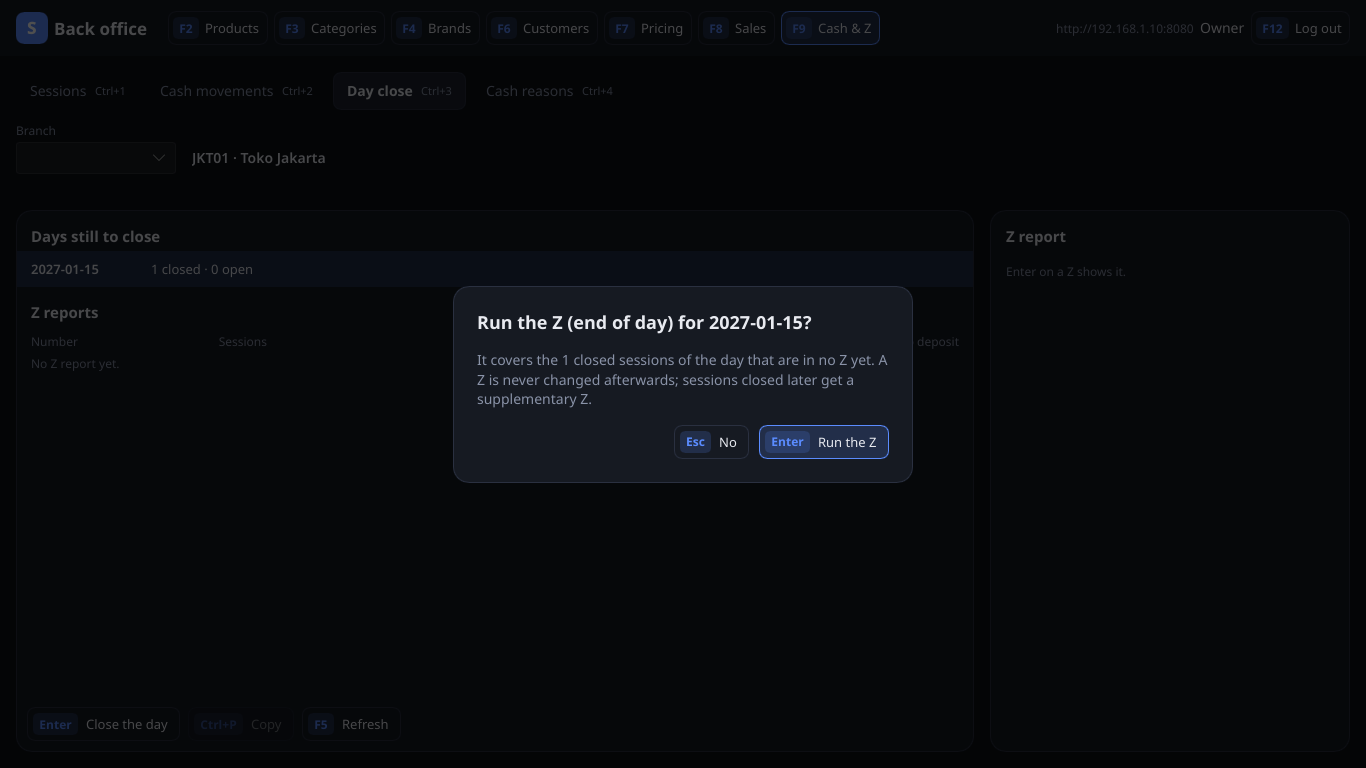 S Back office F2 Products F3 Categories F4 Brands F6 Customers F7 Pricing F8 Sales F9 Cash & Z http://192.168.1.10:8080 Owner F12 Log out
Sessions Ctrl+1 Cash movements Ctrl+2 Day close Ctrl+3 Cash reasons Ctrl+4
Branch
JKT01 · Toko Jakarta
Days still to close
2027-01-15 1 closed · 0 open
Z reports
Number Sessions deposit
No Z report yet.
Z report
Enter on a Z shows it.
Run the Z (end of day) for 2027-01-15?
It covers the 1 closed sessions of the day that are in no Z yet. A
Z is never changed afterwards; sessions closed later get a
supplementary Z.
Esc No Enter Run the Z
Enter Close the day Ctrl+P Copy F5 Refresh